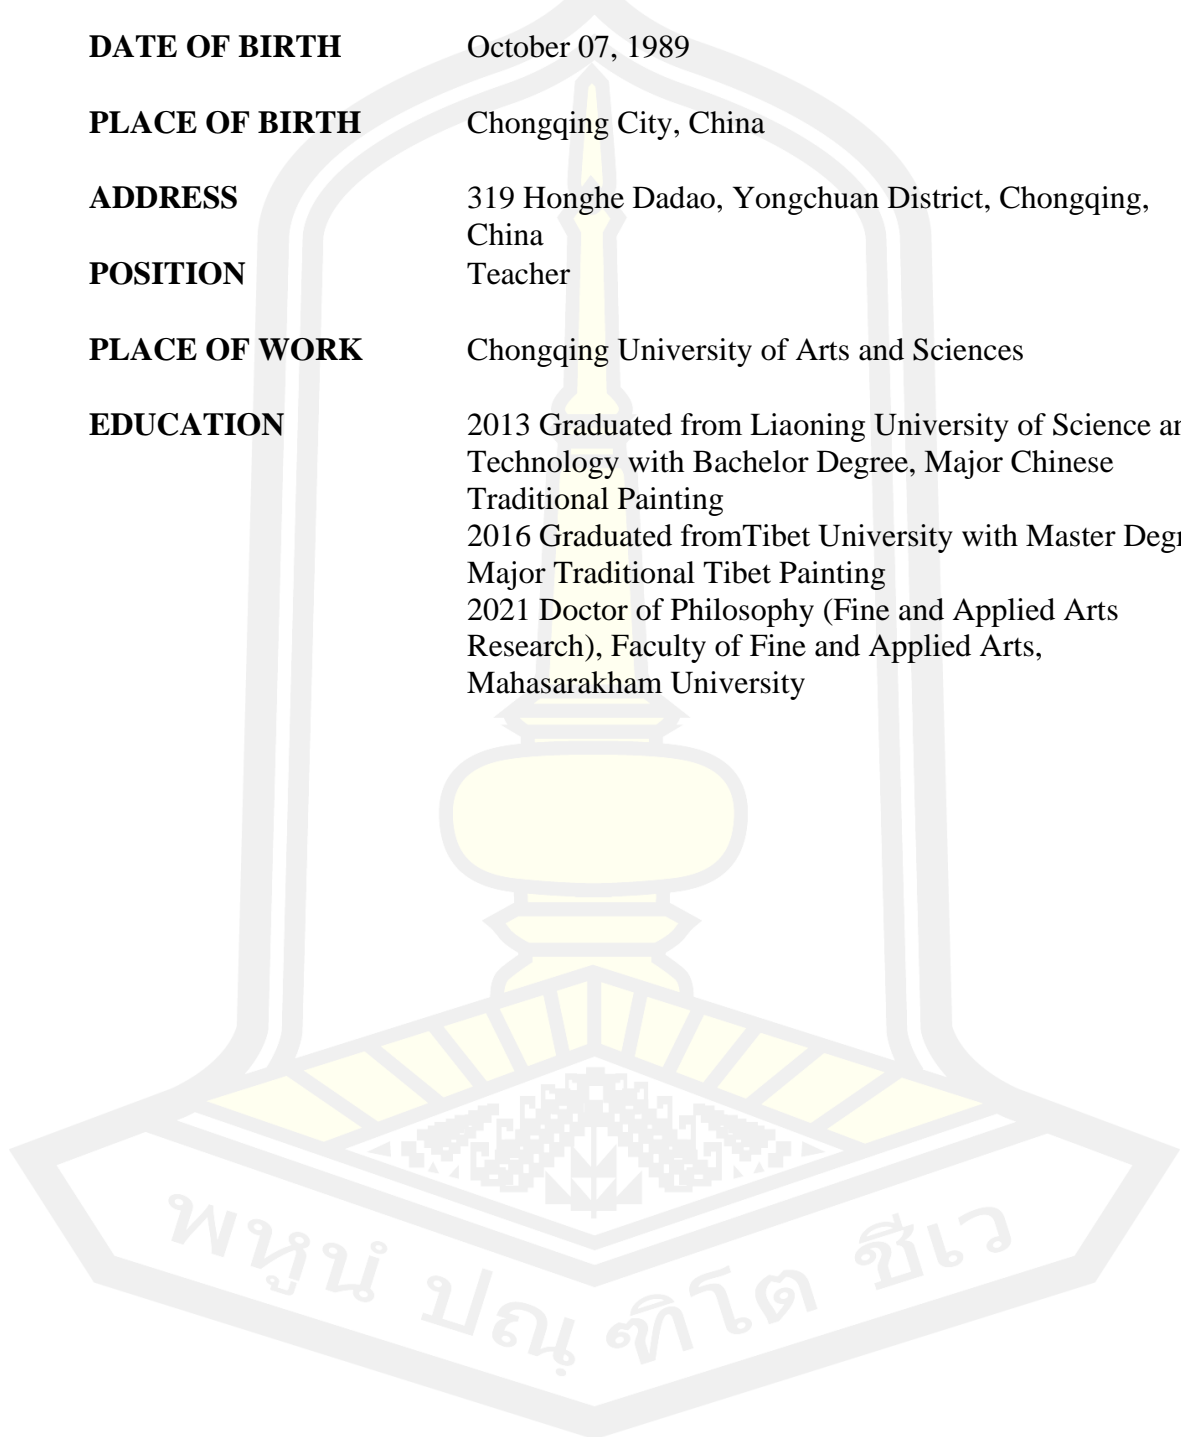 DATE OF BIRTH October 07, 1989
PLACE OF BIRTH Chongqing City, China
ADDRESS 319 Honghe Dadao, Yongchuan District, Chongqing,
China
POSITION Teacher
PLACE OF WORK Chongqing University of Arts and Sciences
EDUCATION 2013 Graduated from Liaoning University of Science
Technology with Bachelor Degree, Major Chinese
Traditional Painting
2016 Graduated fromTibet University with Master
Major Traditional Tibet Painting
2021 Doctor of Philosophy (Fine and Applied Arts
Research), Faculty of Fine and Applied Arts,
Mahasarakham University
พหูนํ ปณฺฑิโต ชีเว